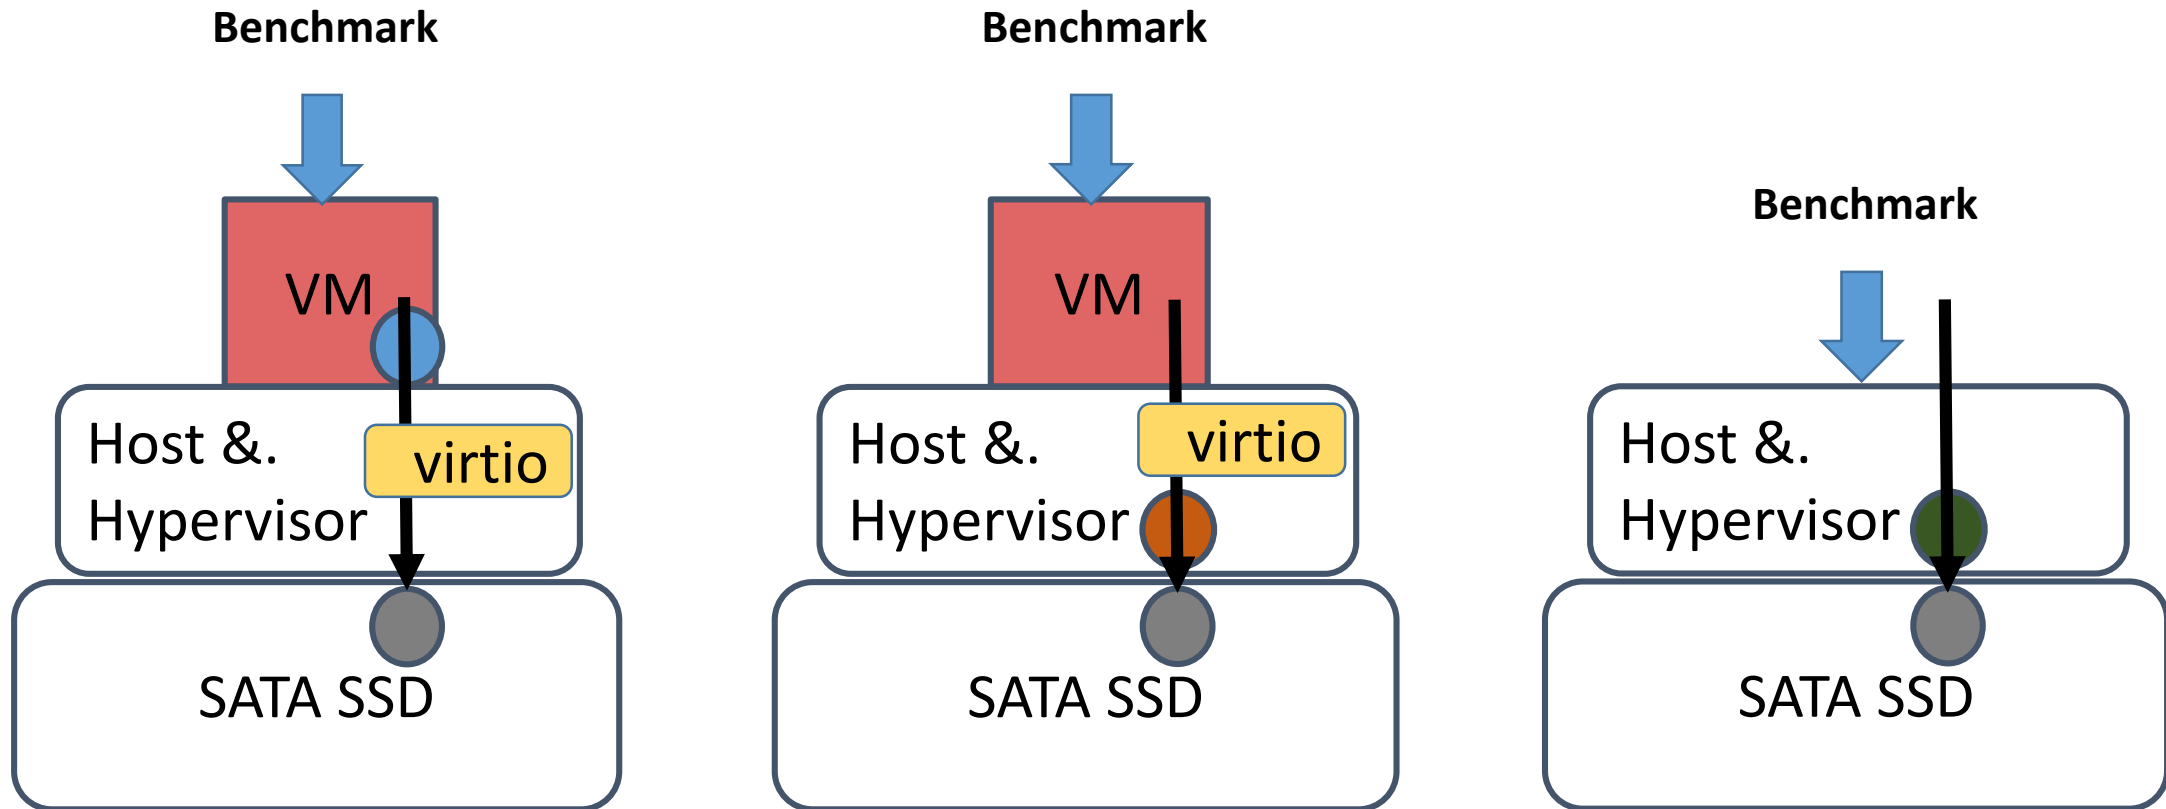 Benchmark
VM
Host &.
virtio
Hypervisor
SATA SSD
Benchmark
VM
Host &.
virtio
Hypervisor
SATA SSD
Benchmark
Host &.
Hypervisor
SATA SSD